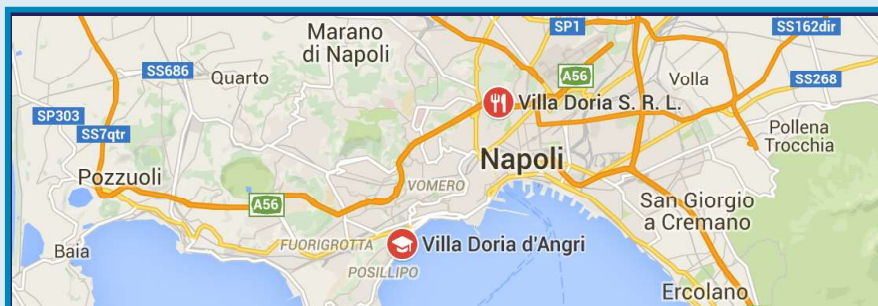 SP1
SS162dir
Marano
di Napoli
SS686
Quarto
A56
Volla
SS268
Villa Doria S. R. L.
SP303
SS7qtr
Pollena
Trocchia
Napoli
Pozzuoli
VOMERO
A56
San Giorgio
a Cremano
Baia
FUORIGROTTA
Villa Doria d'Angri
POSILLIPO
Ercolano